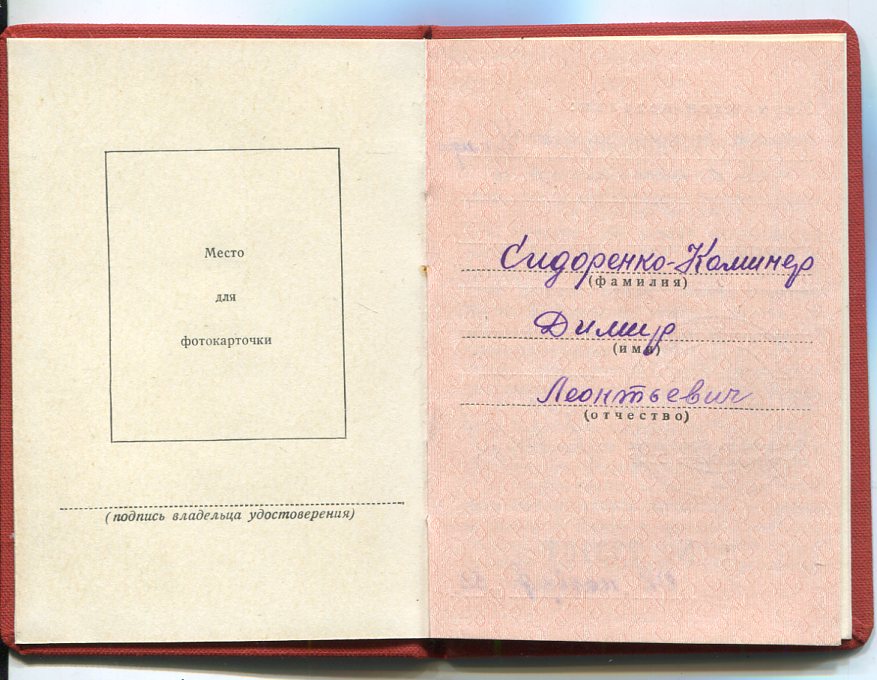 Место
для
фотокарточки
(подпись владельца удостоверения)
Сидоренко-Каминер
(фамилия)
Димир
(имя)
Леонтьевич
(отчество)